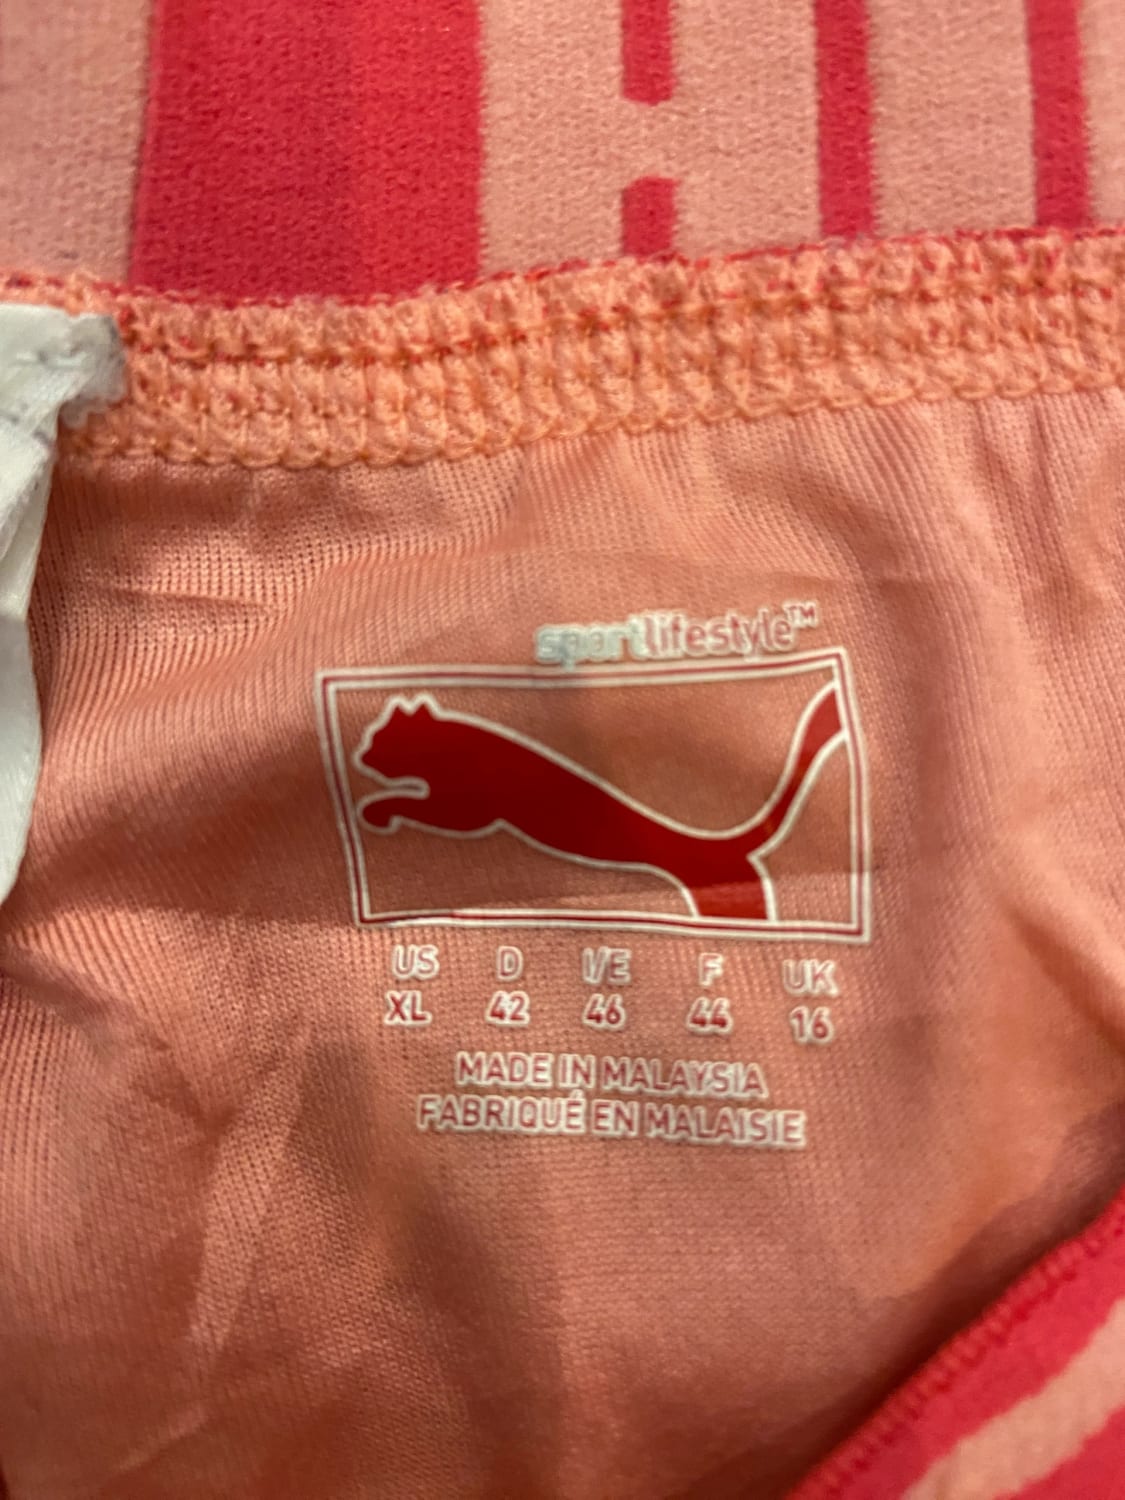 sportlifestyle™
US D I/E F UK
XL 42 46 44 16
MADE IN MALAYSIA
FABRIQUÉ EN MALAISIE